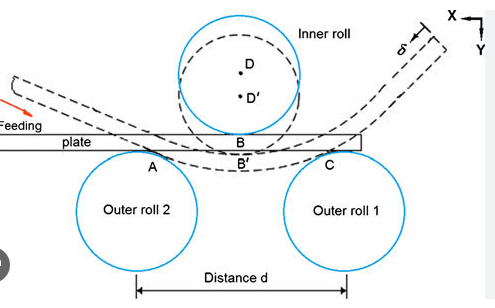 X
Y
Inner roll
δ
D
D'
Feeding
plate
B
B'
A
C
Outer roll 2
Outer roll 1
Distance d